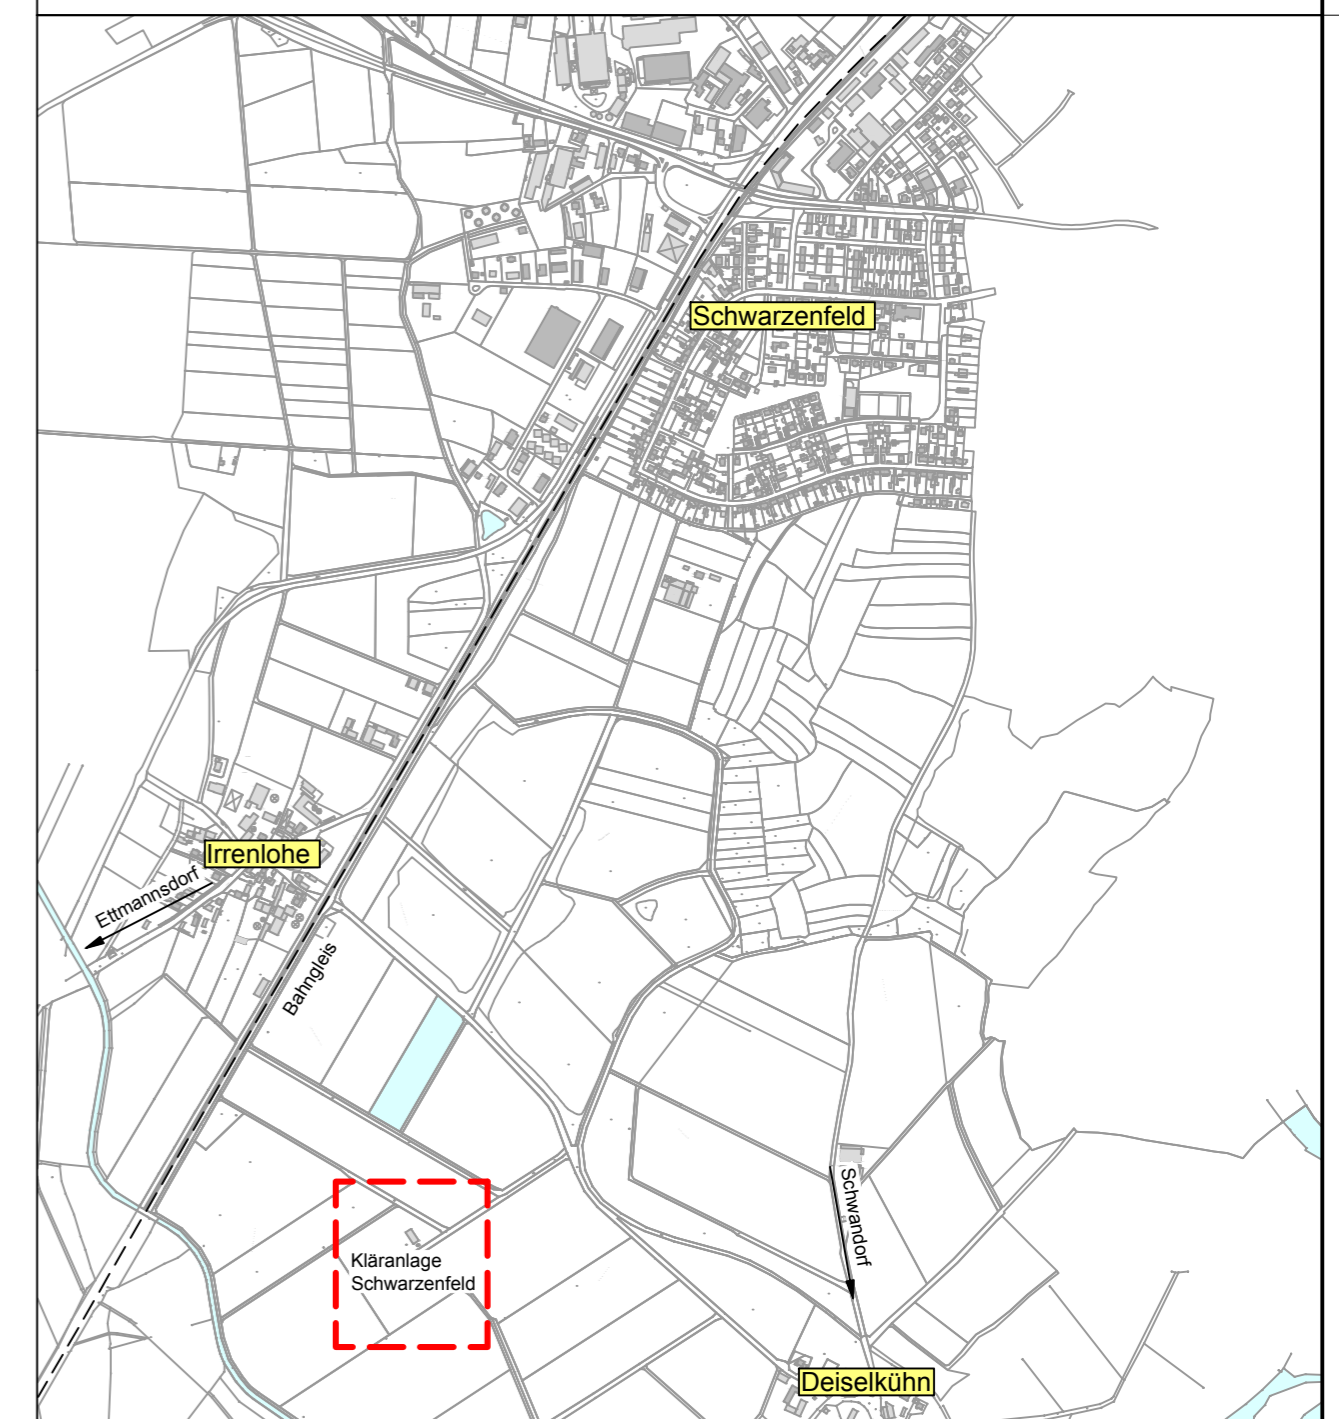 Schwarzenfeld
Irrenlohe
Ettmannsdorf
Bahngleis
Schwandorf
Kläranlage
Schwarzenfeld
Deiselkühn